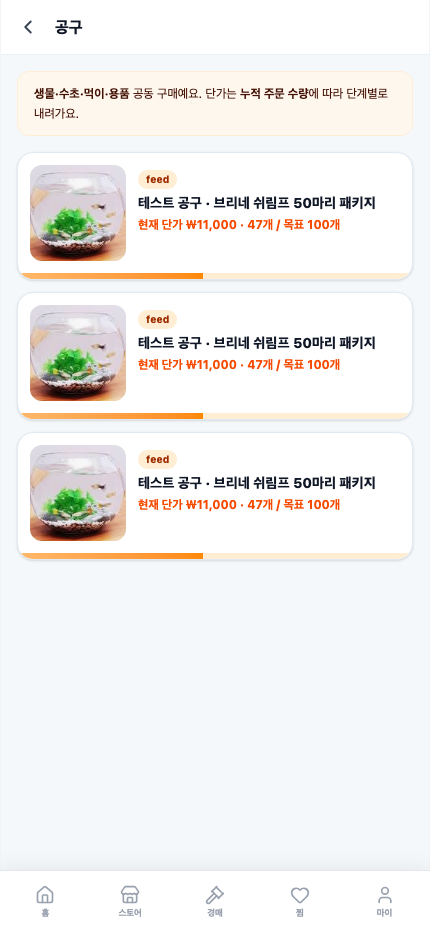 공구
생물·수초·먹이·용품 공동 구매예요. 단가는 누적 주문 수량에 따라 단계별로
내려가요.
feed
테스트 공구 · 브리네 쉬림프 50마리 패키지
현재 단가 ₩11,000 · 47개 / 목표 100개
feed
테스트 공구 · 브리네 쉬림프 50마리 패키지
현재 단가 ₩11,000 · 47개 / 목표 100개
feed
테스트 공구 · 브리네 쉬림프 50마리 패키지
현재 단가 ₩11,000 · 47개 / 목표 100개
홈 스토어 경매 찜 마이